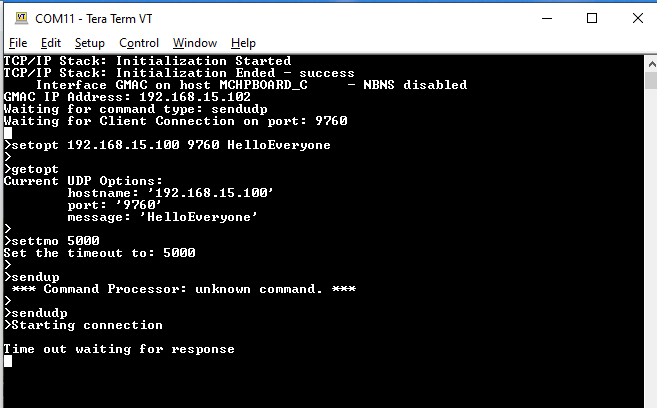 COM11 - Tera Term VT
File Edit Setup Control Window Help
TCP/IP Stack: Initialization Started
TCP/IP Stack: Initialization Ended - success
Interface GMAC on host MCHPBOARD_C - NBNS disabled
GMAC IP Address: 192.168.15.102
Waiting for command type: sendudp
Waiting for Client Connection on port: 9760
>setopt 192.168.15.100 9760 HelloEveryone
>
>getopt
Current UDP Options:
hostname: '192.168.15.100'
port: '9760'
message: 'HelloEveryone'
>
>settmo 5000
Set the timeout to: 5000
>
>sendup
*** Command Processor: unknown command. ***
>
>sendudp
>Starting connection
Time out waiting for response